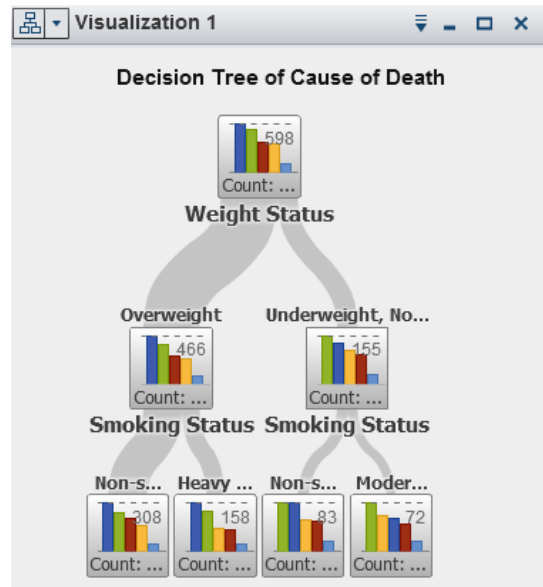 Visualization 1
Decision Tree of Cause of Death
598
Count: ...
Weight Status
Overweight Underweight, No...
466 155
Count: ... Count: ...
Smoking Status Smoking Status
Non-s... Heavy ... Non-s... Moder...
308 158 83 72
Count: ... Count: ... Count: ... Count: ...